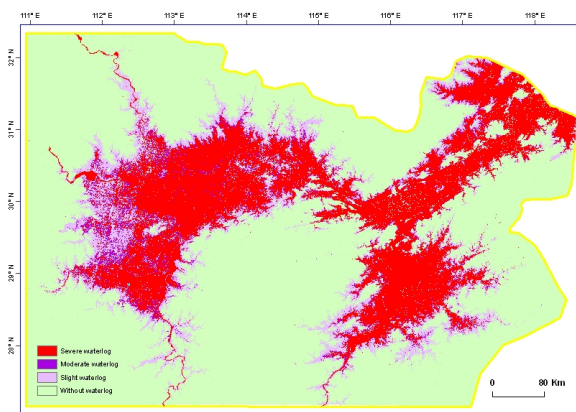 111° E 112° E 113° E 114° E 115° E 116° E 117° E 118° E
32° N
31° N
30° N
29° N
28° N
Severe waterlog
Moderate waterlog
Slight waterlog
Without waterlog
0 80 Km